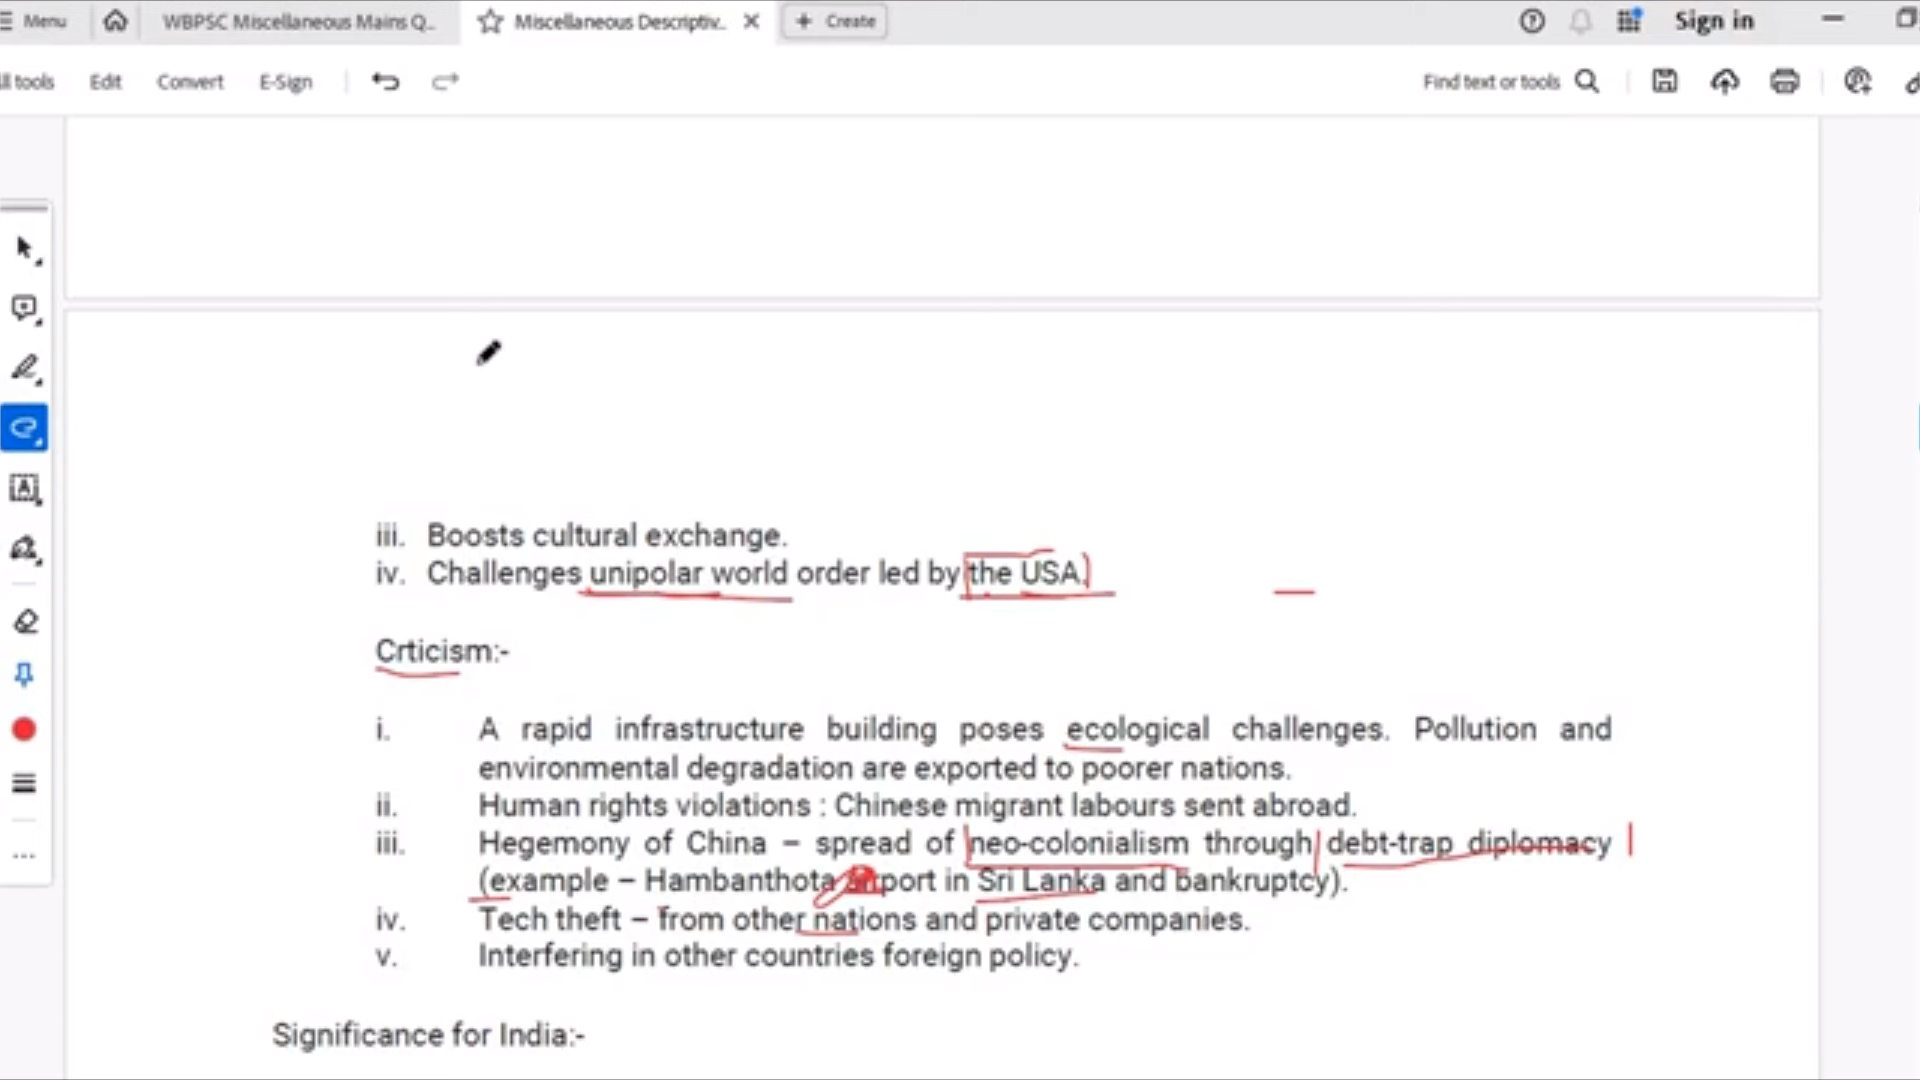 Menu
WBPSC Miscellaneous Mains Q...
Miscellaneous Descriptiv...
Create
Sign in
ll tools
Edit
Convert
E-Sign
Find text or tools
iii. Boosts cultural exchange.
iv. Challenges unipolar world order led by the USA.
Crticism:-
i. A rapid infrastructure building poses ecological challenges. Pollution and
environmental degradation are exported to poorer nations.
ii. Human rights violations : Chinese migrant labours sent abroad.
iii. Hegemony of China – spread of neo-colonialism through debt-trap diplomacy
(example – Hambanthota in Sri Lanka and bankruptcy).
iv. Tech theft – from other nations and private companies.
v. Interfering in other countries foreign policy.
Significance for India:-